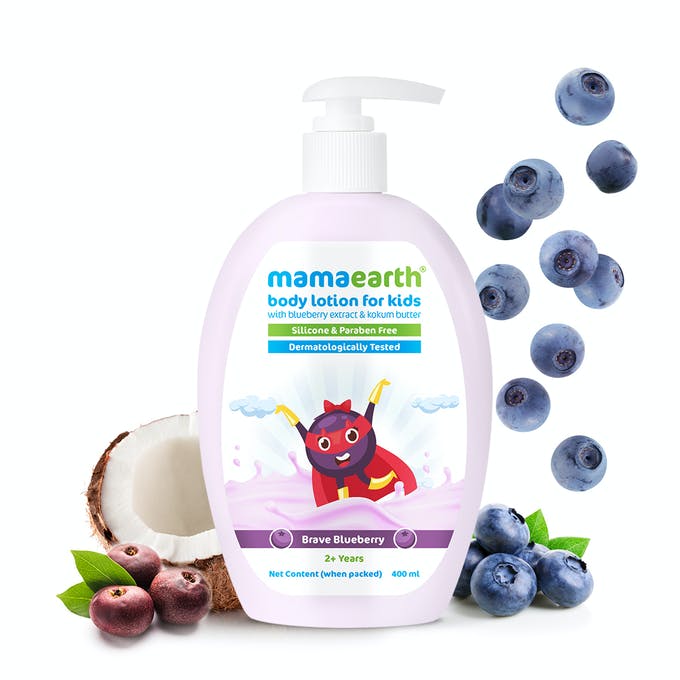 mamaearth®
body lotion for kids
with blueberry extract & kokum butter
Silicone & Paraben Free
Dermatologically Tested
Brave Blueberry
2+ Years
Net Content (when packed) 400 ml